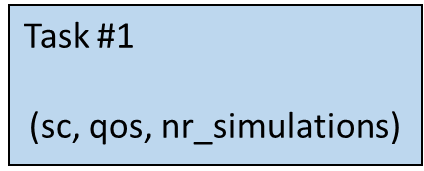 Task #1
(sc, qos, nr_simulations)